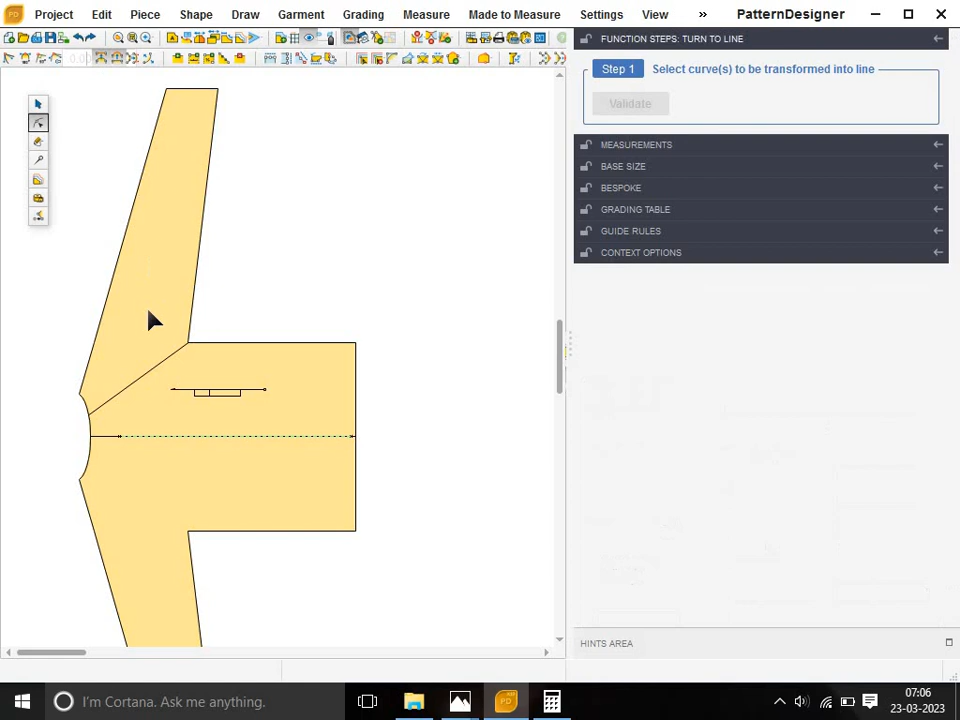 PD Project Edit Piece Shape Draw Garment Grading Measure Made to Measure Settings View » PatternDesigner
FUNCTION STEPS: TURN TO LINE
Step 1 Select curve(s) to be transformed into line
Validate
MEASUREMENTS
BASE SIZE
BESPOKE
GRADING TABLE
GUIDE RULES
CONTEXT OPTIONS
HINTS AREA
I'm Cortana. Ask me anything.
PD
07:06
23-03-2023